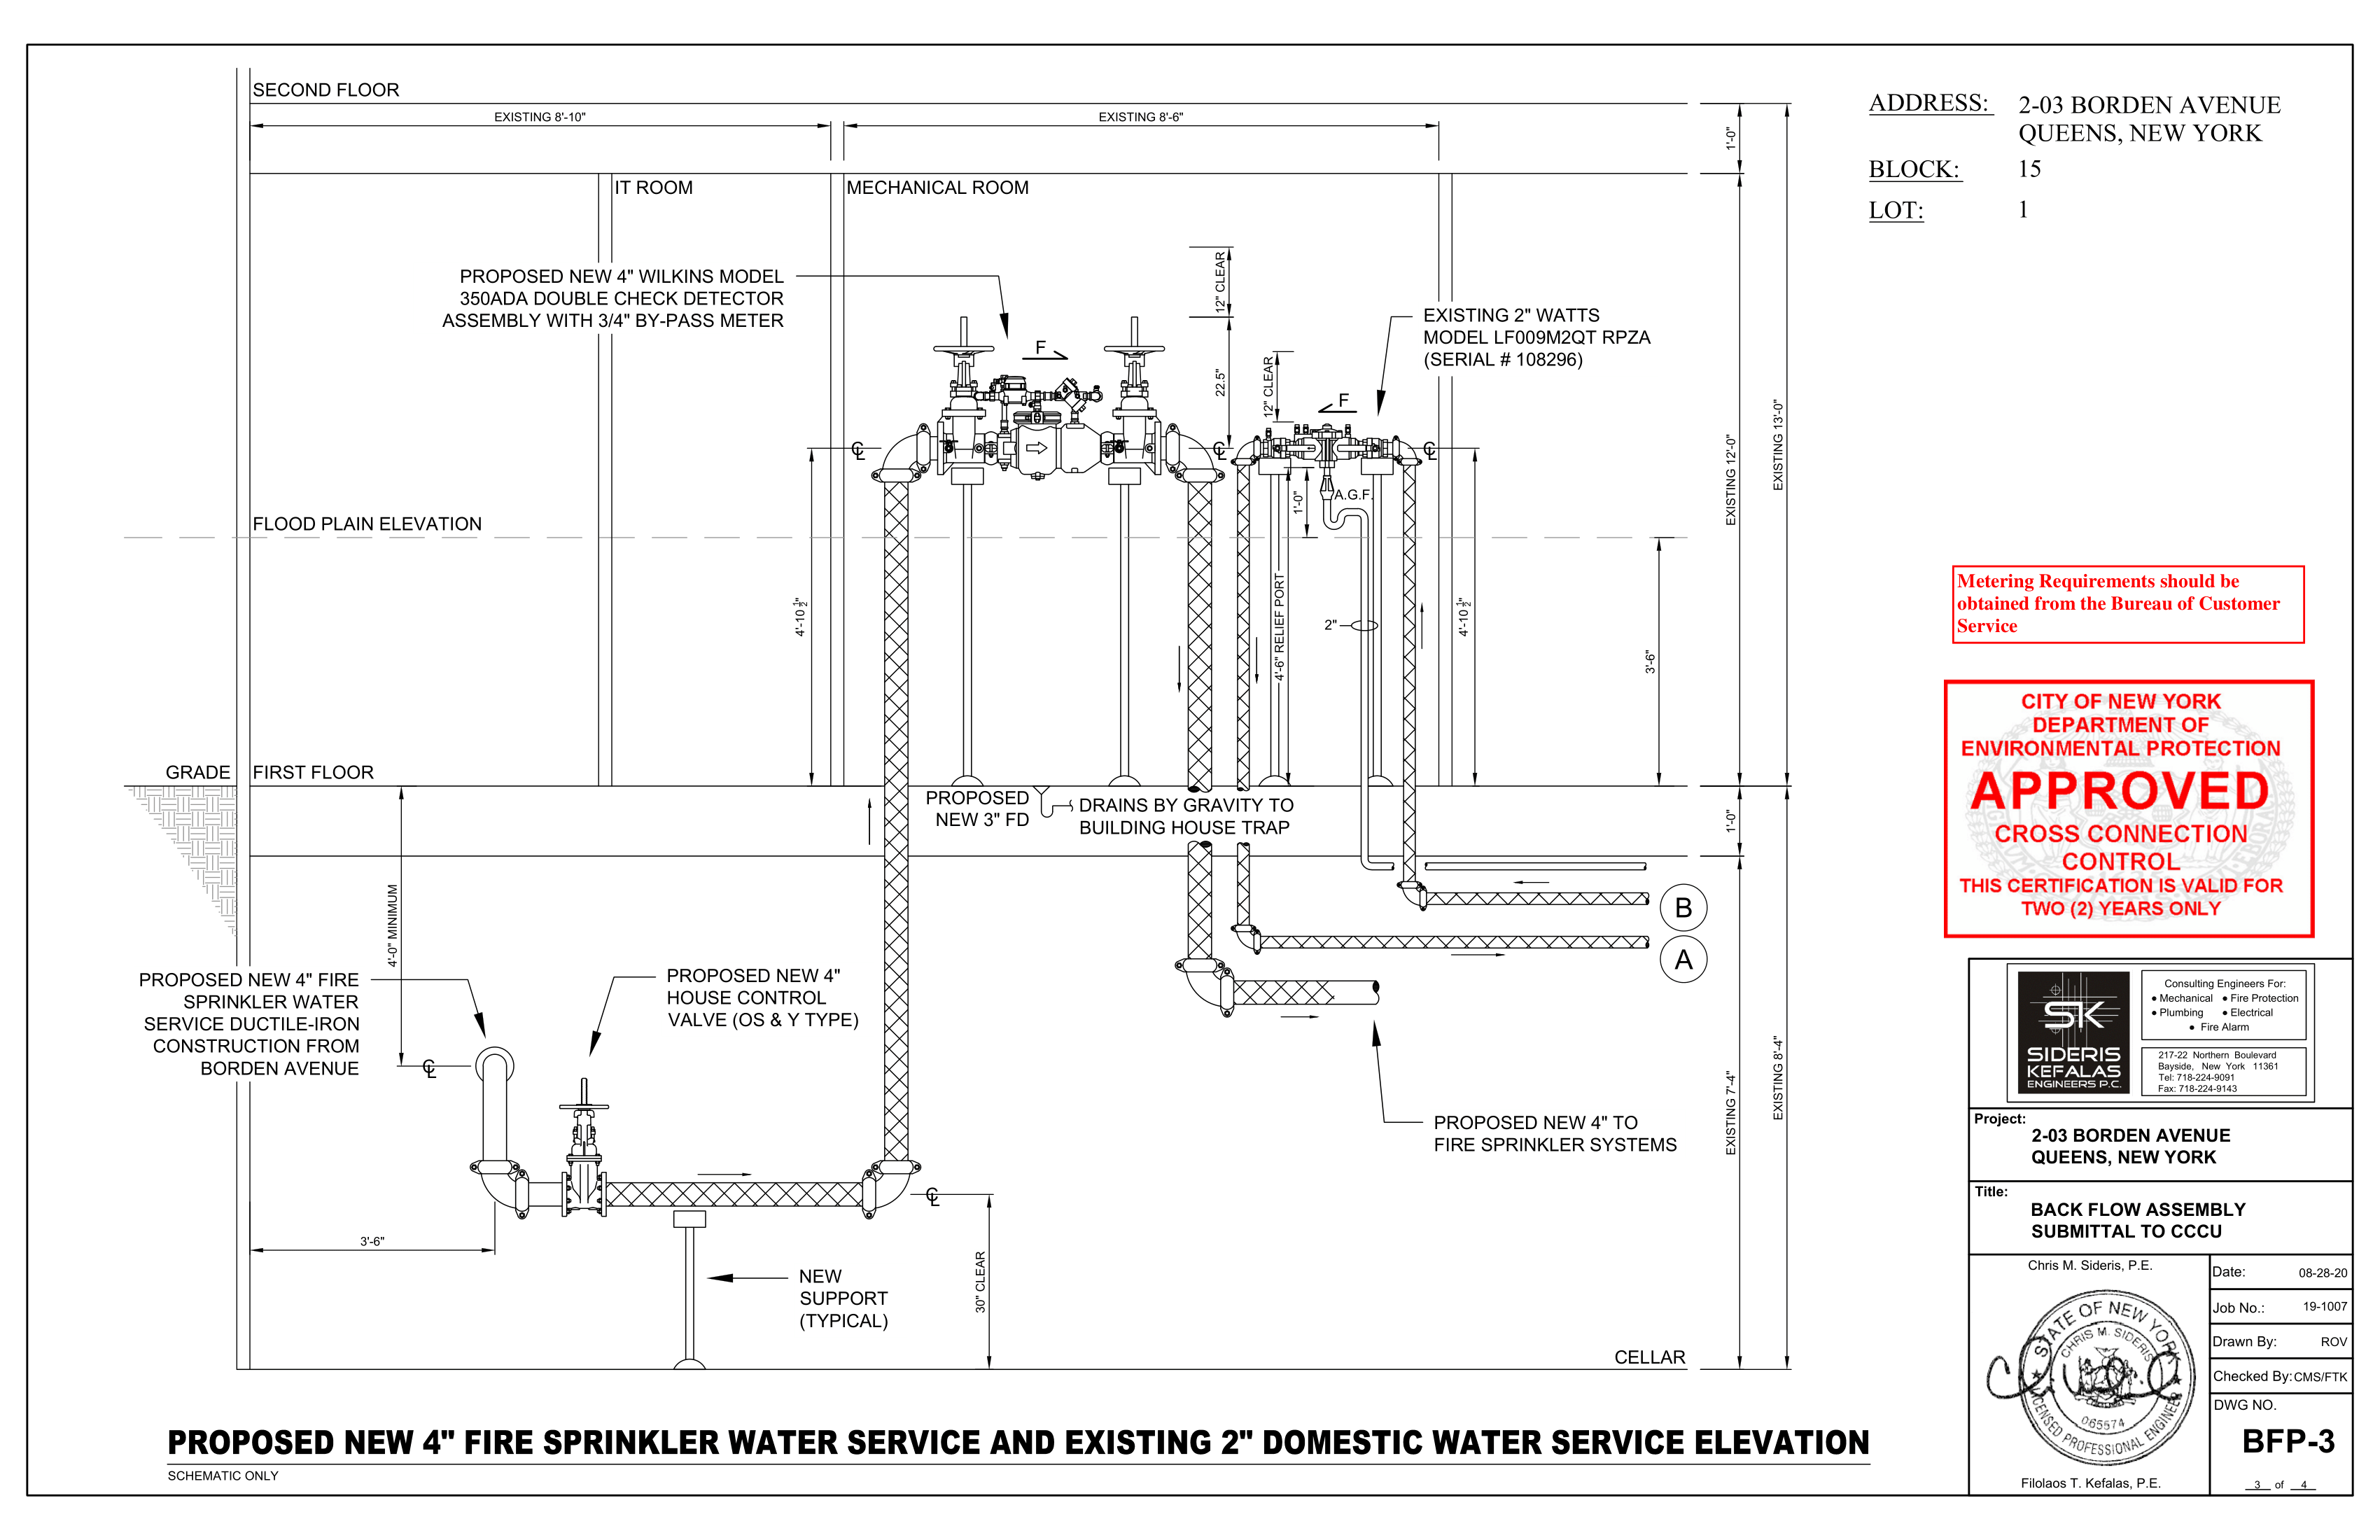 SECOND FLOOR
EXISTING 8'-10"
EXISTING 8'-6"
1'-0"
IT ROOM
MECHANICAL ROOM
PROPOSED NEW 4" WILKINS MODEL
350ADA DOUBLE CHECK DETECTOR
ASSEMBLY WITH 3/4" BY-PASS METER
F
12" CLEAR
22.5"
12" CLEAR
EXISTING 2" WATTS
MODEL LF009M2QT RPZA
(SERIAL # 108296)
F
EXISTING 12'-0"
EXISTING 13'-0"
℄
℄
℄
A.G.F.
1'-0"
FLOOD PLAIN ELEVATION
4'-10 1/2"
4'-6" RELIEF PORT
2"
4'-10 1/2"
3'-6"
GRADE
FIRST FLOOR
PROPOSED
NEW 3" FD
DRAINS BY GRAVITY TO
BUILDING HOUSE TRAP
1'-0"
4'-0" MINIMUM
B
A
PROPOSED NEW 4" FIRE
SPRINKLER WATER
SERVICE DUCTILE-IRON
CONSTRUCTION FROM
BORDEN AVENUE
℄
PROPOSED NEW 4"
HOUSE CONTROL
VALVE (OS & Y TYPE)
PROPOSED NEW 4" TO
FIRE SPRINKLER SYSTEMS
EXISTING 7'-4"
EXISTING 8'-4"
℄
3'-6"
NEW
SUPPORT
(TYPICAL)
30" CLEAR
CELLAR
PROPOSED NEW 4" FIRE SPRINKLER WATER SERVICE AND EXISTING 2" DOMESTIC WATER SERVICE ELEVATION
SCHEMATIC ONLY
ADDRESS: 2-03 BORDEN AVENUE
QUEENS, NEW YORK
BLOCK: 15
LOT: 1
Metering Requirements should be
obtained from the Bureau of Customer
Service
CITY OF NEW YORK
DEPARTMENT OF
ENVIRONMENTAL PROTECTION
APPROVED
CROSS CONNECTION
CONTROL
THIS CERTIFICATION IS VALID FOR
TWO (2) YEARS ONLY
SK
SIDERIS
KEFALAS
ENGINEERS P.C.
Consulting Engineers For:
● Mechanical ● Fire Protection
● Plumbing ● Electrical
● Fire Alarm
217-22 Northern Boulevard
Bayside, New York 11361
Tel: 718-224-9091
Fax: 718-224-9143
Project:
2-03 BORDEN AVENUE
QUEENS, NEW YORK
Title:
BACK FLOW ASSEMBLY
SUBMITTAL TO CCCU
Chris M. Sideris, P.E.
STATE OF NEW YORK
CHRIS M. SIDERIS
065574
LICENSED PROFESSIONAL ENGINEER
Filolaos T. Kefalas, P.E.
Date: 08-28-20
Job No.: 19-1007
Drawn By: ROV
Checked By: CMS/FTK
DWG NO.
BFP-3
3 of 4